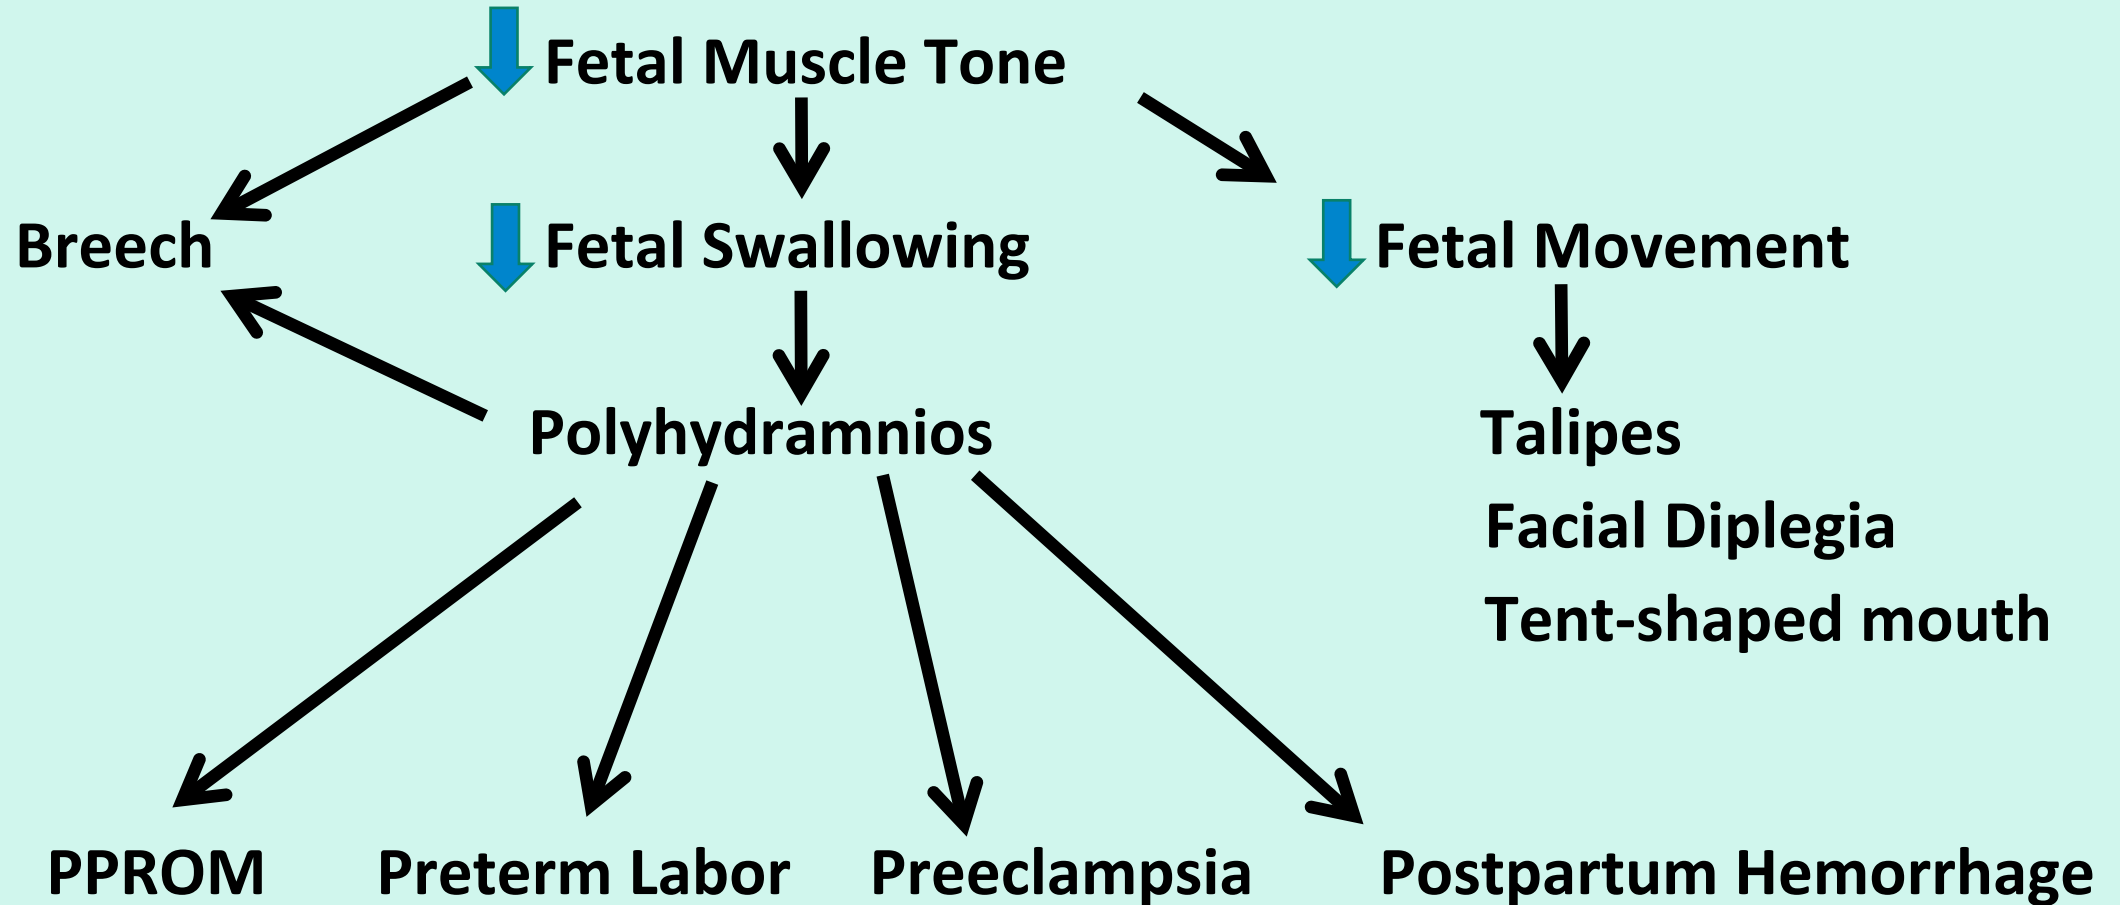 Fetal Muscle Tone
Breech
Fetal Swallowing
Fetal Movement
Polyhydramnios
Talipes
Facial Diplegia
Tent-shaped mouth
PPROM
Preterm Labor
Preeclampsia
Postpartum Hemorrhage